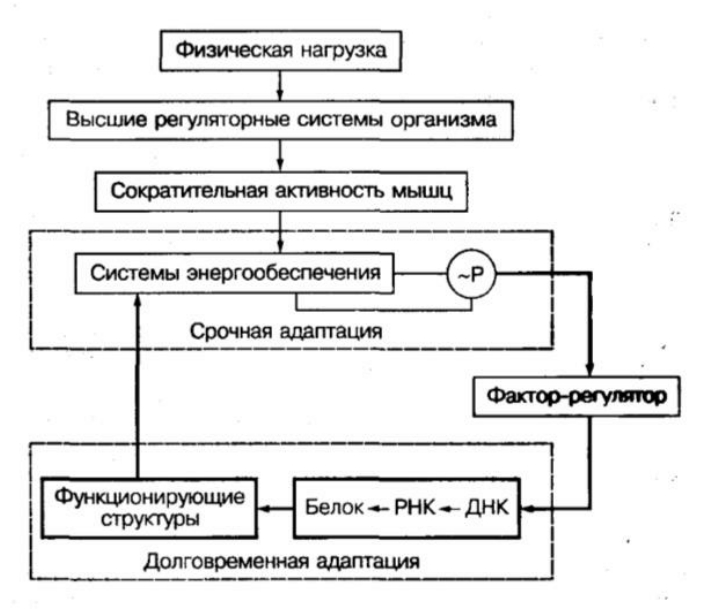 Физическая нагрузка
Высшие регуляторные системы организма
Сократительная активность мышц
Системы энергообеспечения
~P
Срочная адаптация
Фактор-регулятор
Функционирующие
структуры
Белок ← РНК ← ДНК
Долговременная адаптация